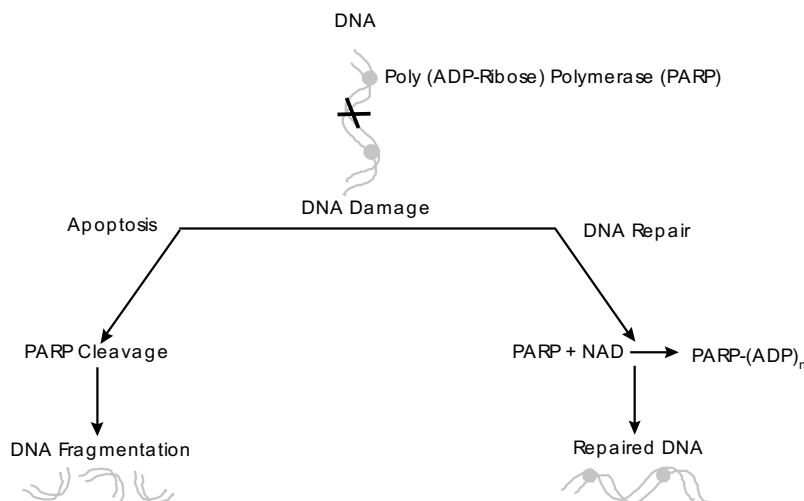 DNA
Poly (ADP-Ribose) Polymerase (PARP)
DNA Damage
Apoptosis
DNA Repair
PARP Cleavage
PARP + NAD
PARP-(ADP)n
DNA Fragmentation
Repaired DNA